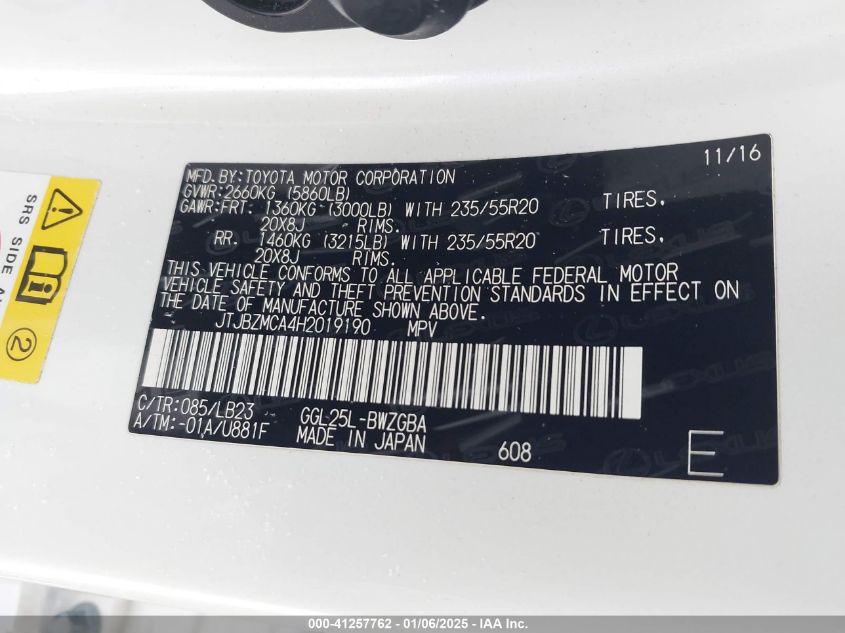 11/16
MFD.BY:TOYOTA MOTOR CORPORATION
GVWR:2660KG (5860LB)
GAWR:FRT. 1360KG (3000LB) WITH 235/55R20 TIRES,
20X8J RIMS.
RR. 1460KG (3215LB) WITH 235/55R20 TIRES,
20X8J RIMS.
THIS VEHICLE CONFORMS TO ALL APPLICABLE FEDERAL MOTOR
VEHICLE SAFETY AND THEFT PREVENTION STANDARDS IN EFFECT ON
THE DATE OF MANUFACTURE SHOWN ABOVE.
JTJBZMCA4H2019190 MPV
C/TR:085/LB23 GGL25L-BWZGBA
A/TM:-01A/U881F MADE IN JAPAN
608 E
SRS SIDE
2
000-41257762 - 01/06/2025 - IAA Inc.